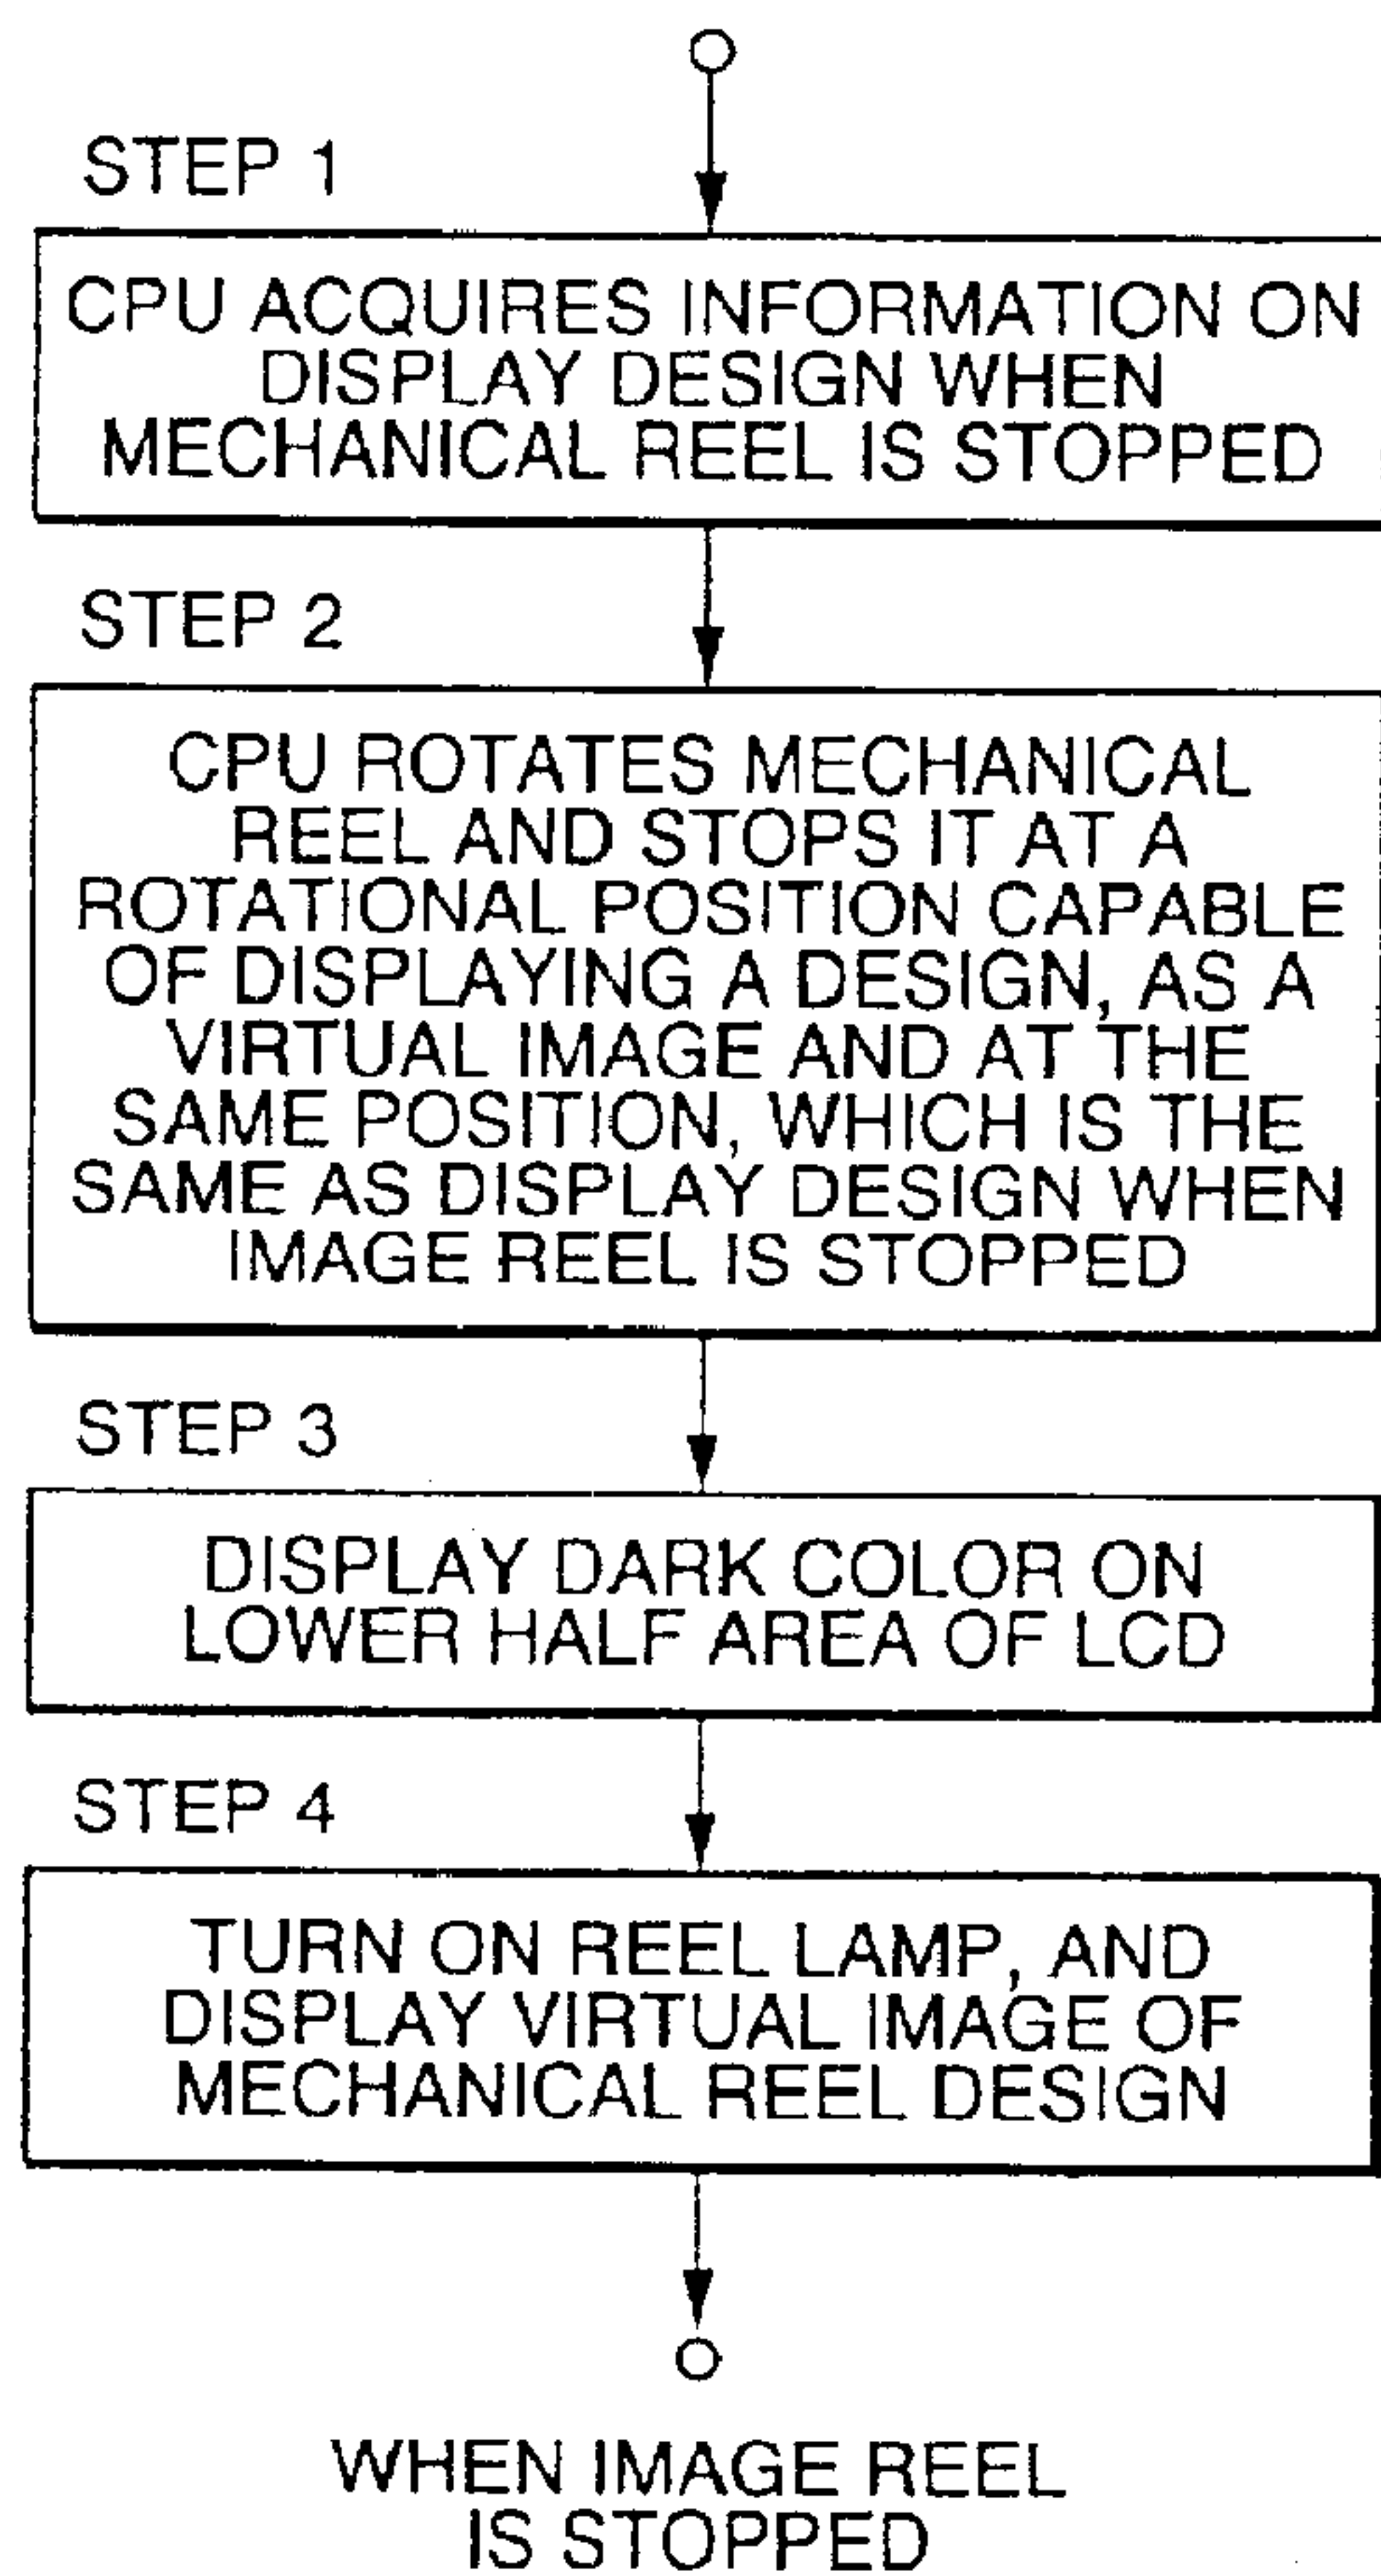 STEP 1
CPU ACQUIRES INFORMATION ON
DISPLAY DESIGN WHEN
MECHANICAL REEL IS STOPPED
STEP 2
CPU ROTATES MECHANICAL
REEL AND STOPS IT AT A
ROTATIONAL POSITION CAPABLE
OF DISPLAYING A DESIGN, AS A
VIRTUAL IMAGE AND AT THE
SAME POSITION, WHICH IS THE
SAME AS DISPLAY DESIGN WHEN
IMAGE REEL IS STOPPED
STEP 3
DISPLAY DARK COLOR ON
LOWER HALF AREA OF LCD
STEP 4
TURN ON REEL LAMP, AND
DISPLAY VIRTUAL IMAGE OF
MECHANICAL REEL DESIGN
WHEN IMAGE REEL
IS STOPPED